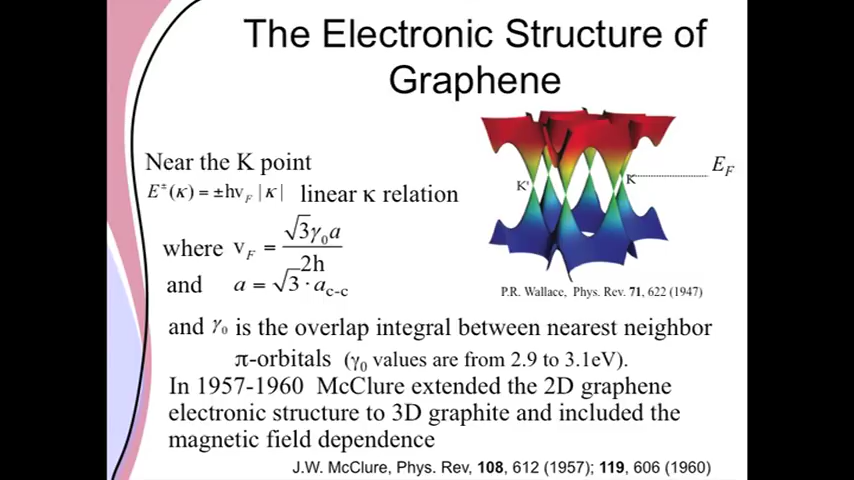 The Electronic Structure of
Graphene
Near the K point
E±(κ) = ±hv_F |κ| linear κ relation
where v_F = √3γ₀a / 2h
and a = √3 · a_c-c
K'
K
E_F
P.R. Wallace, Phys. Rev. 71, 622 (1947)
and γ₀ is the overlap integral between nearest neighbor
π-orbitals (γ₀ values are from 2.9 to 3.1eV).
In 1957-1960 McClure extended the 2D graphene
electronic structure to 3D graphite and included the
magnetic field dependence
J.W. McClure, Phys. Rev, 108, 612 (1957); 119, 606 (1960)